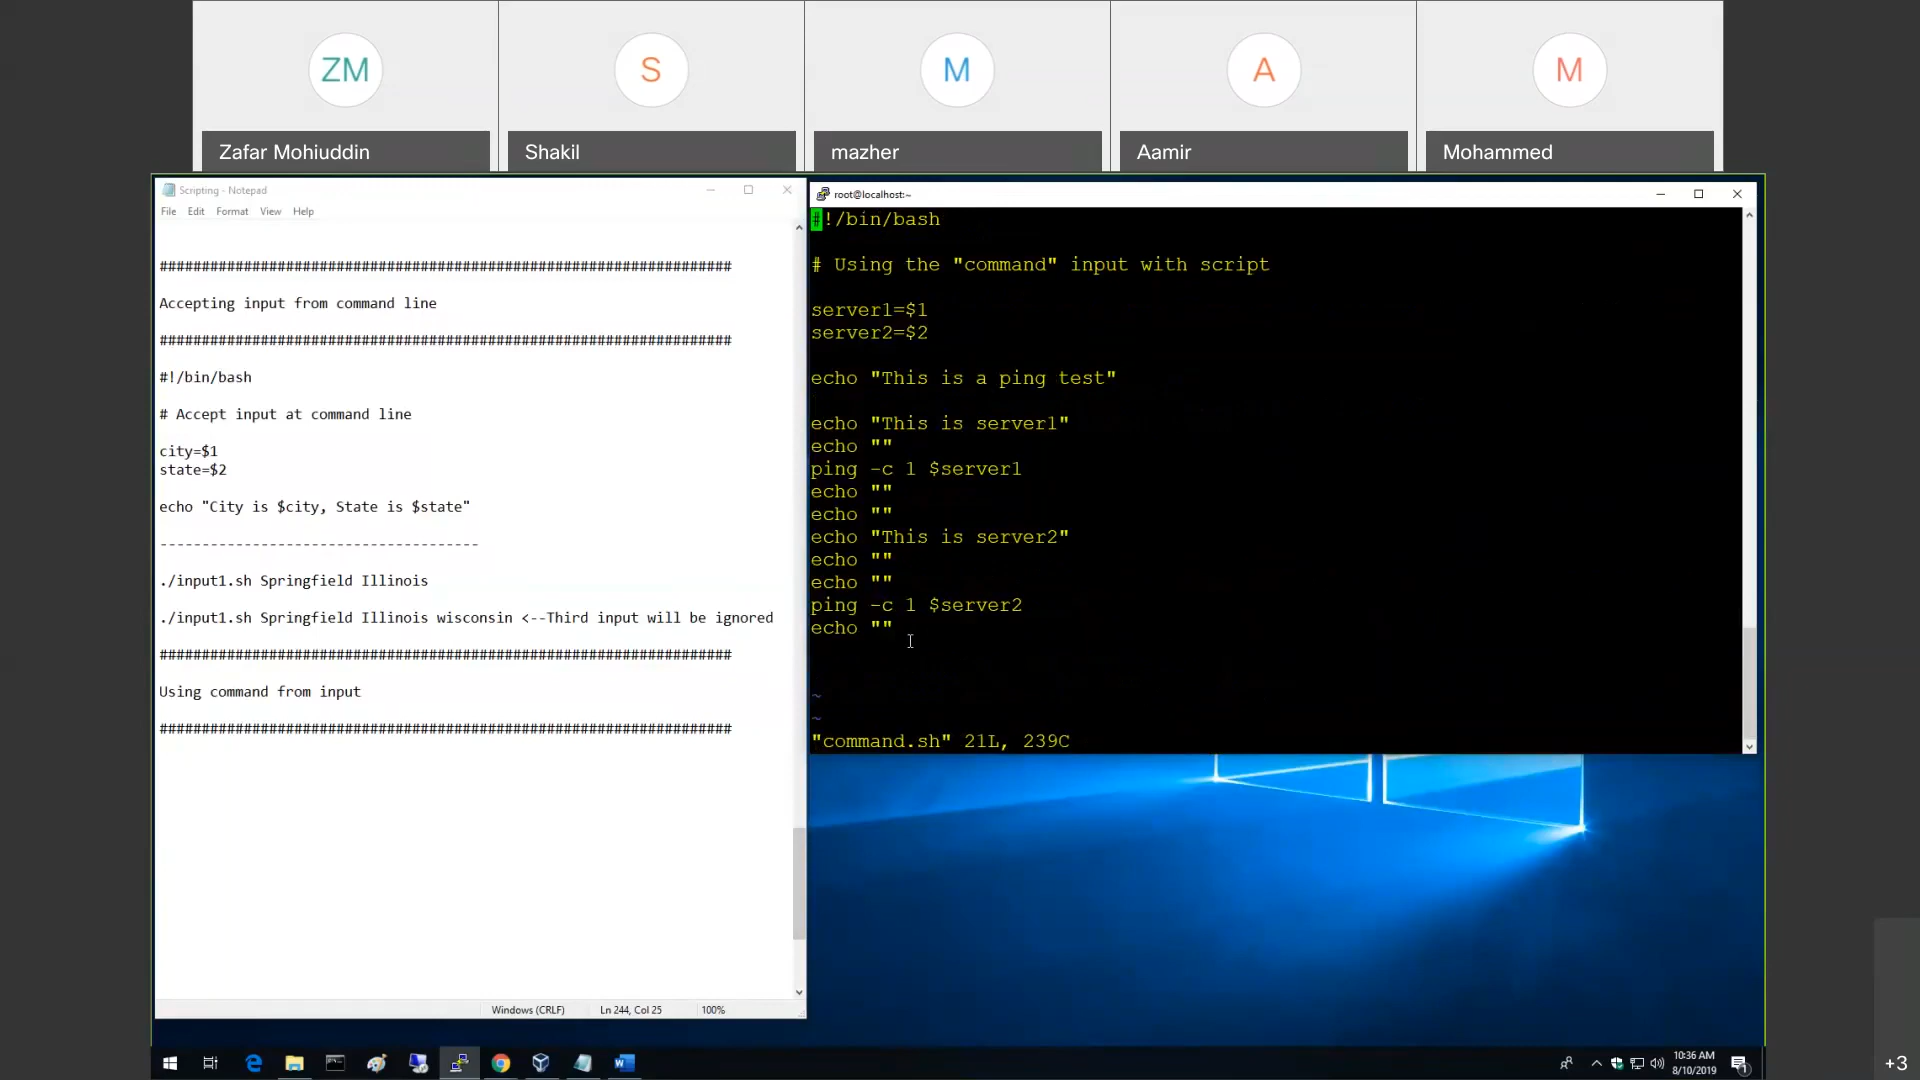 ZM
S
M
A
M
Zafar Mohiuddin
Shakil
mazher
Aamir
Mohammed
Scripting - Notepad
File Edit Format View Help
####################################################################
Accepting input from command line
####################################################################
#!/bin/bash
# Accept input at command line
city=$1
state=$2
echo "City is $city, State is $state"
--------------------------------------
./input1.sh Springfield Illinois
./input1.sh Springfield Illinois wisconsin <--Third input will be ignored
####################################################################
Using command from input
####################################################################
Windows (CRLF) Ln 244, Col 25 100%
root@localhost:~
#!/bin/bash
# Using the "command" input with script
server1=$1
server2=$2
echo "This is a ping test"
echo "This is server1"
echo ""
ping -c 1 $server1
echo ""
echo ""
echo "This is server2"
echo ""
echo ""
ping -c 1 $server2
echo ""
~
~
"command.sh" 21L, 239C
10:36 AM
8/10/2019
1
+3